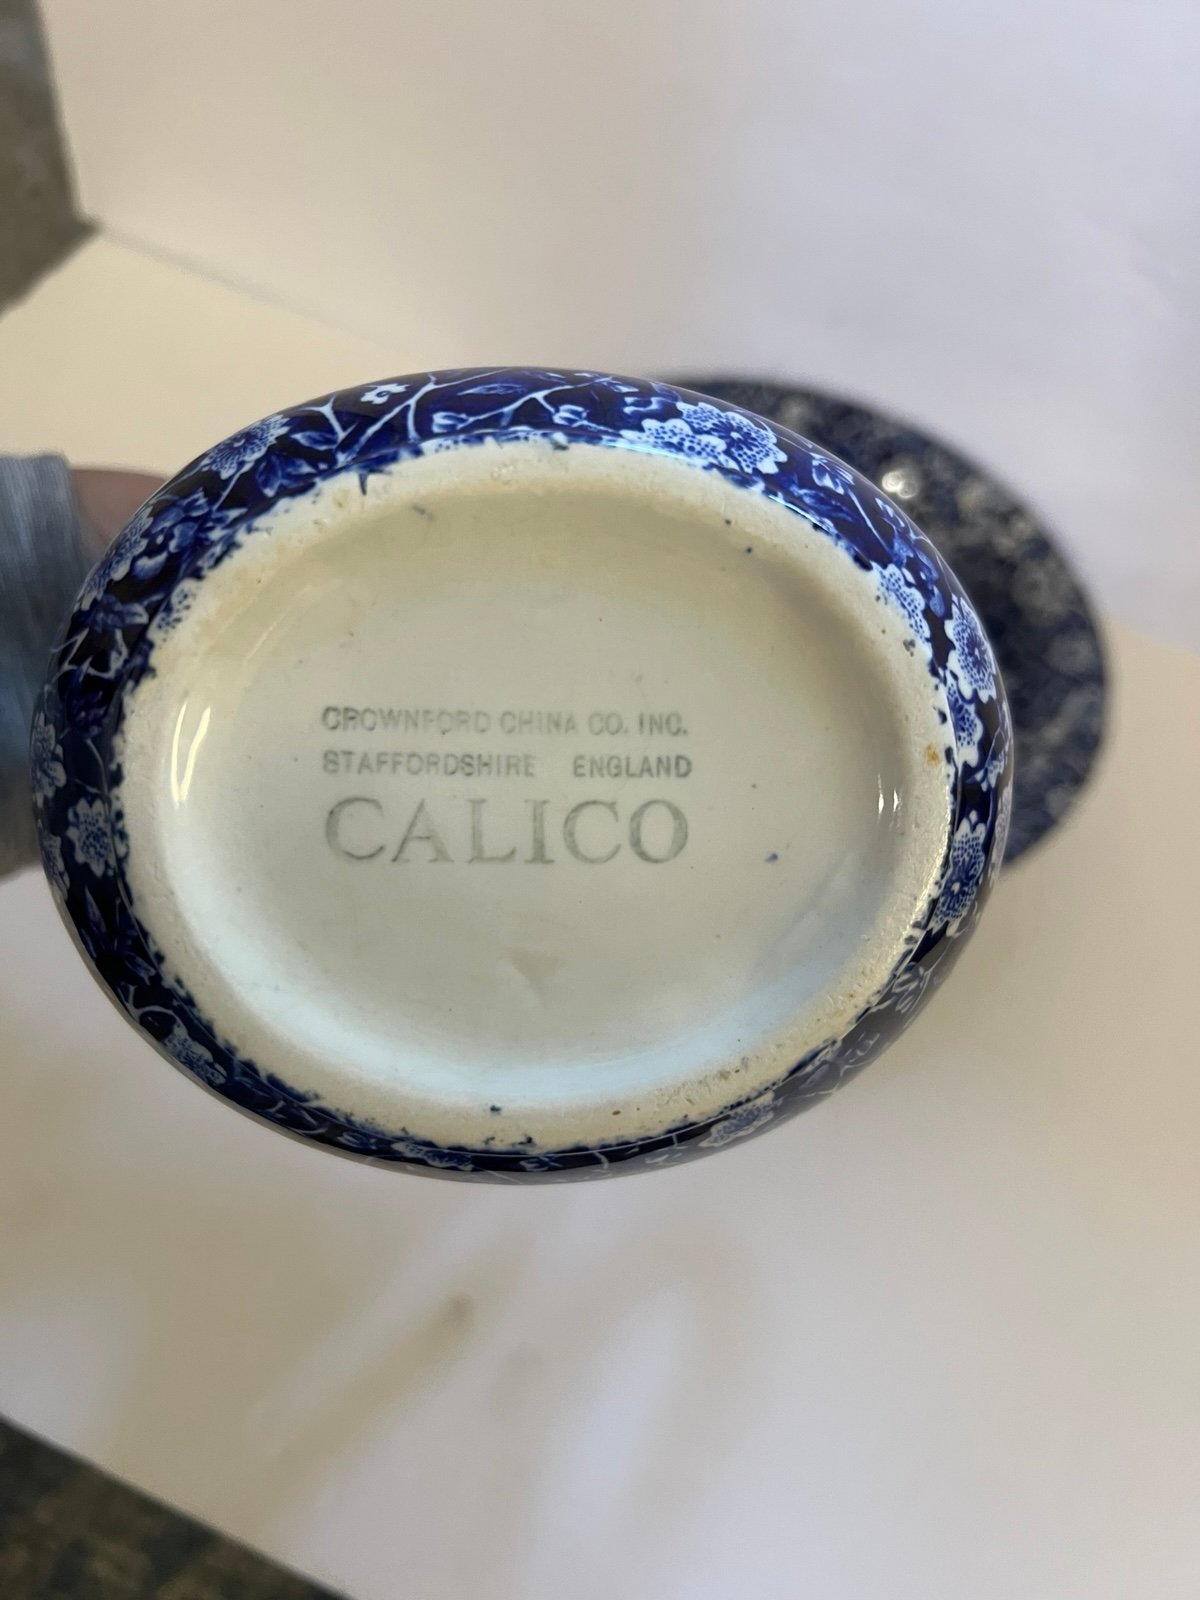 CROWNFORD CHINA CO. INC.
STAFFORDSHIRE ENGLAND
CALICO